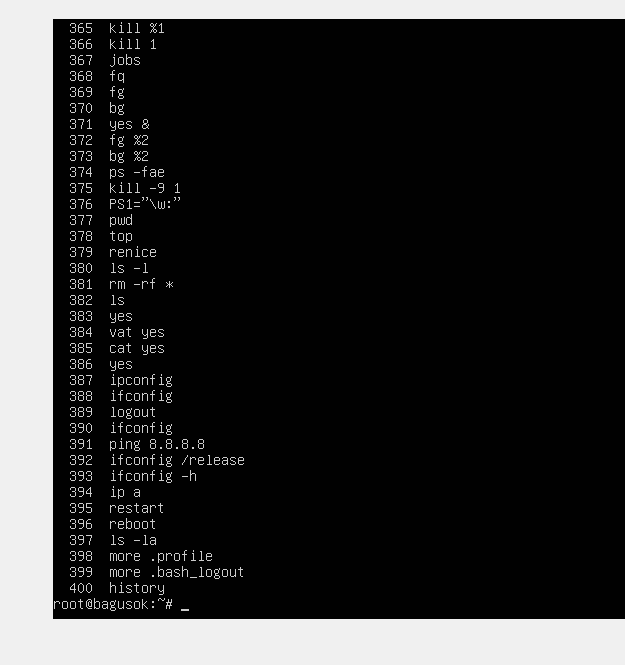 365 kill %1
366 kill 1
367 jobs
368 fq
369 fg
370 bg
371 yes &
372 fg %2
373 bg %2
374 ps -fae
375 kill -9 1
376 PS1="\w:"
377 pwd
378 top
379 renice
380 ls -l
381 rm -rf *
382 ls
383 yes
384 vat yes
385 cat yes
386 yes
387 ipconfig
388 ifconfig
389 logout
390 ifconfig
391 ping 8.8.8.8
392 ifconfig /release
393 ifconfig -h
394 ip a
395 restart
396 reboot
397 ls -la
398 more .profile
399 more .bash_logout
400 history
root@bagusok:~# _